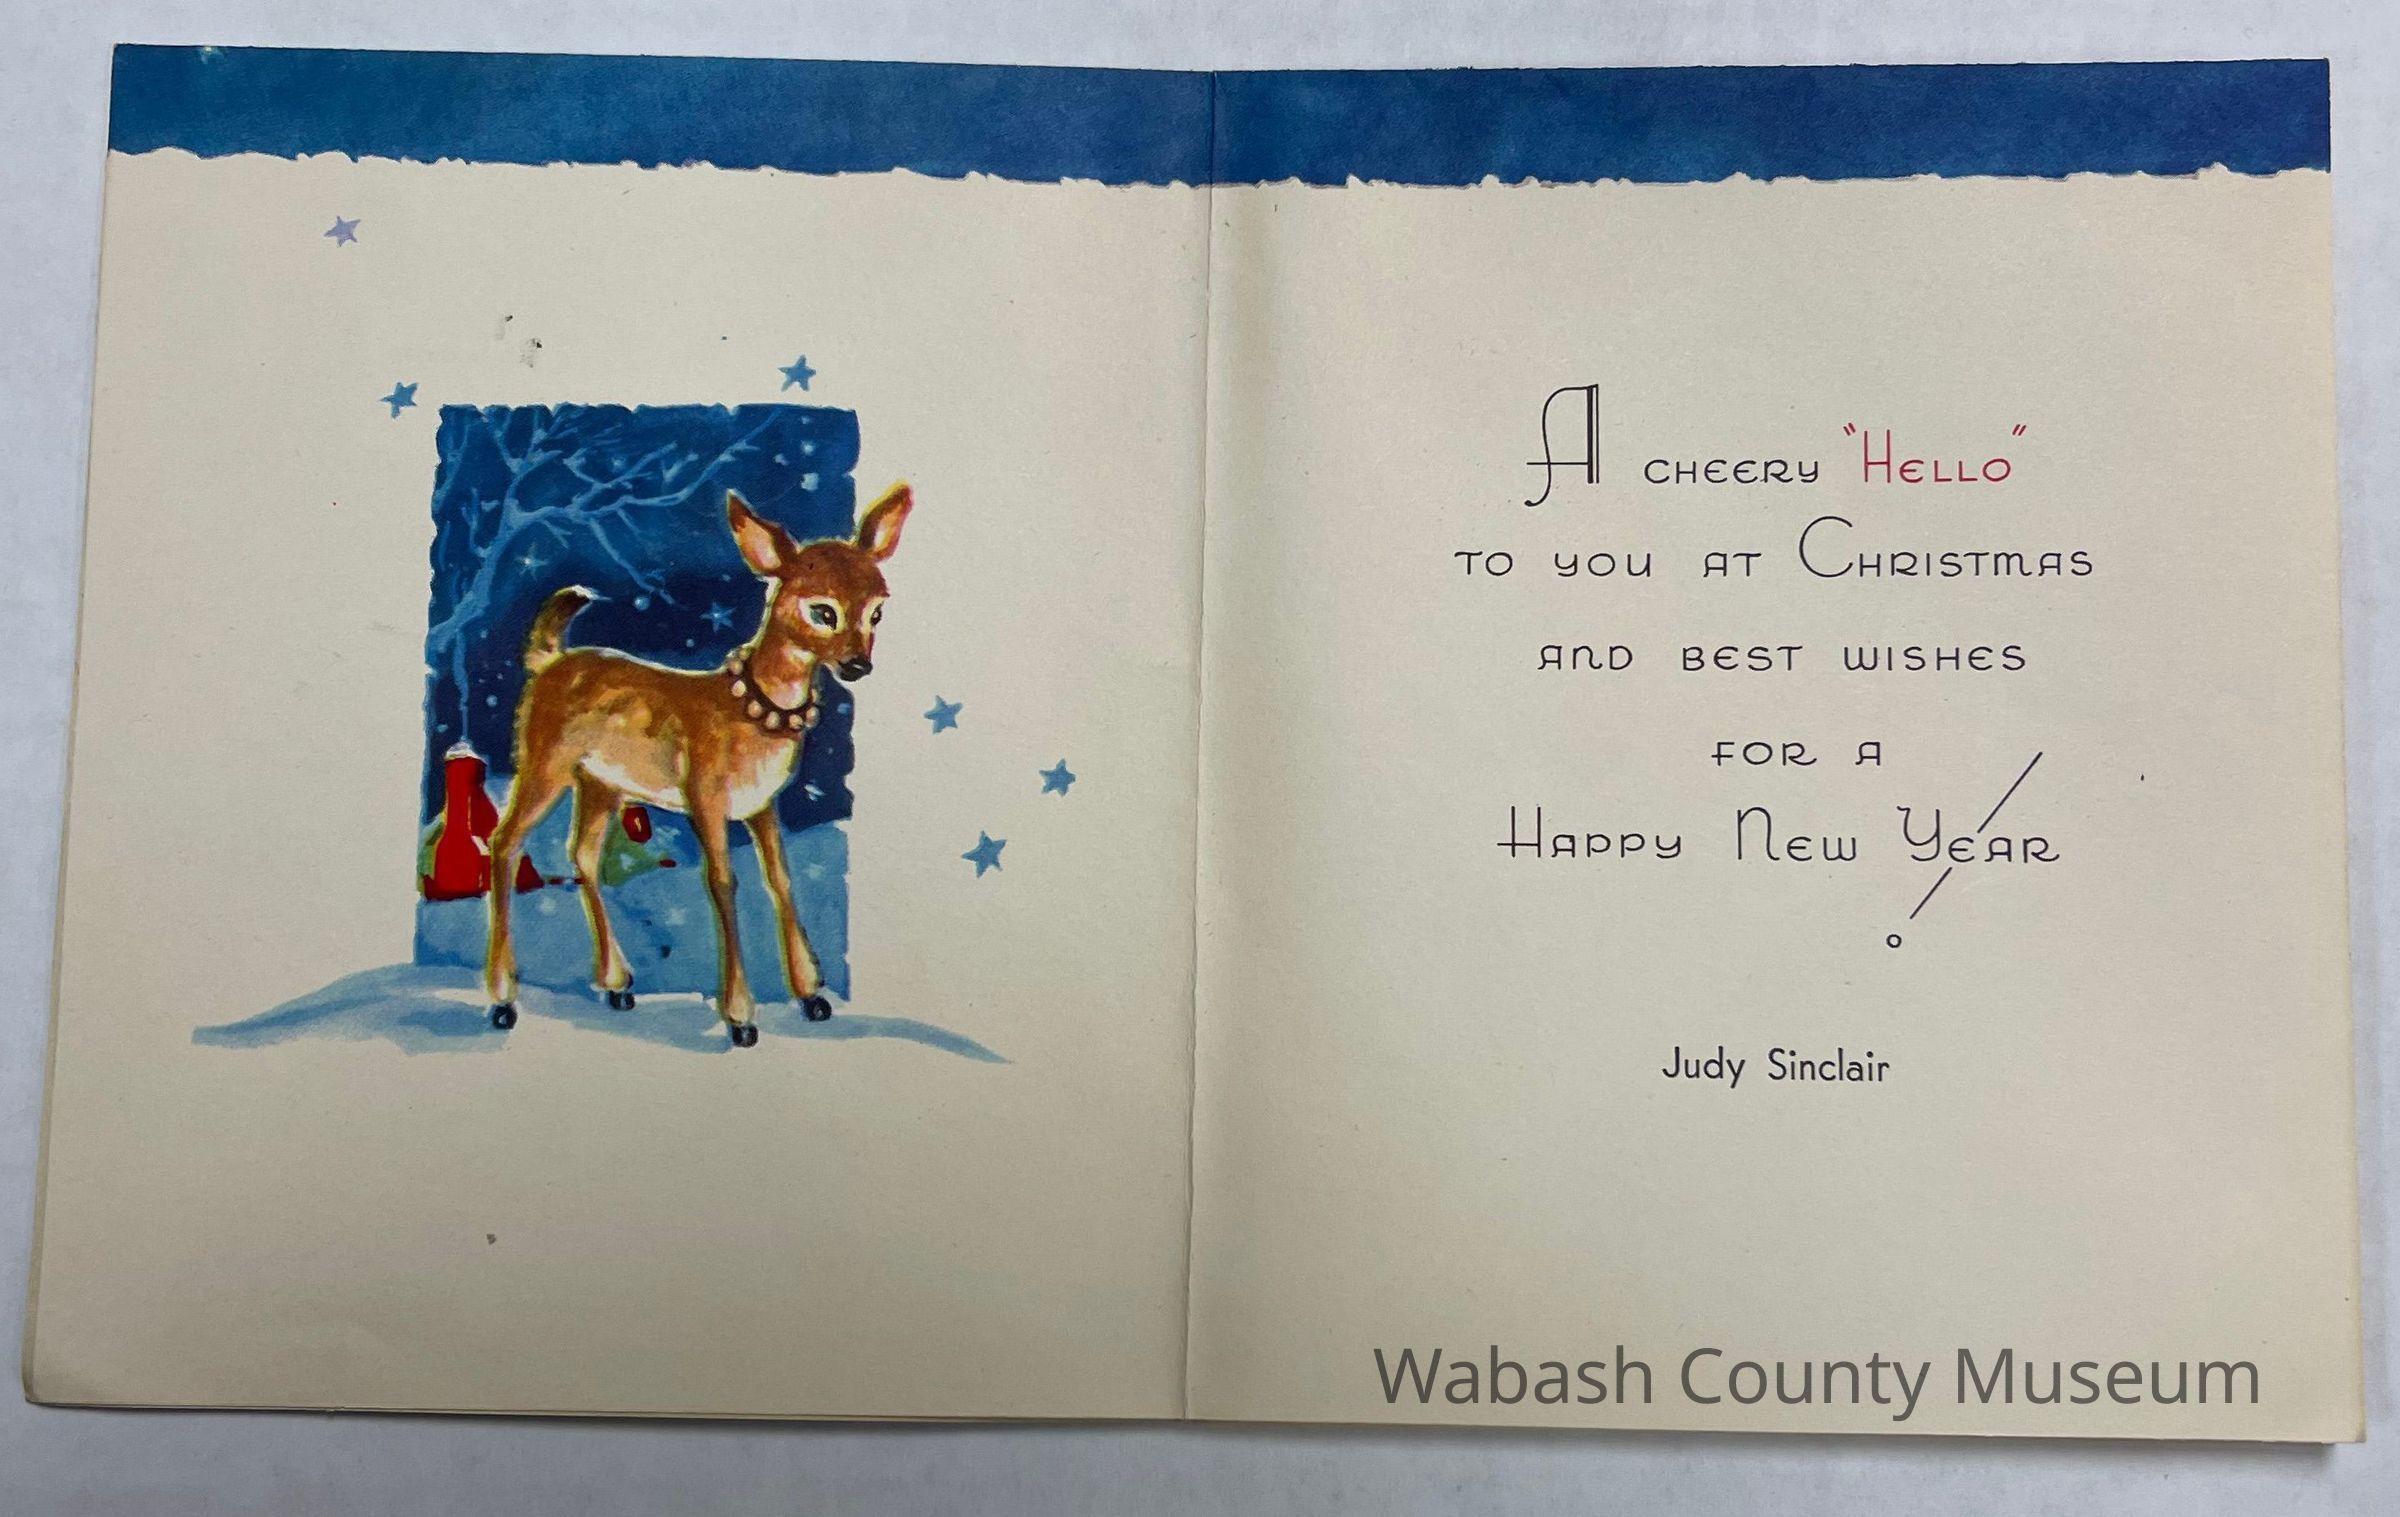 A CHEERY "HELLO"
TO YOU AT CHRISTMAS
AND BEST WISHES
FOR A
HAPPY NEW YEAR!
Judy Sinclair
Wabash County Museum